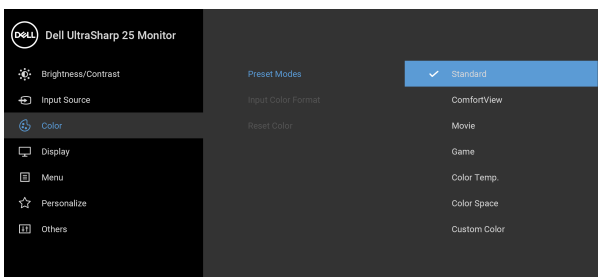 DELL Dell UltraSharp 25 Monitor
Brightness/Contrast
Input Source
Color
Display
Menu
Personalize
Others
Preset Modes
Input Color Format
Reset Color
Standard
ComfortView
Movie
Game
Color Temp.
Color Space
Custom Color